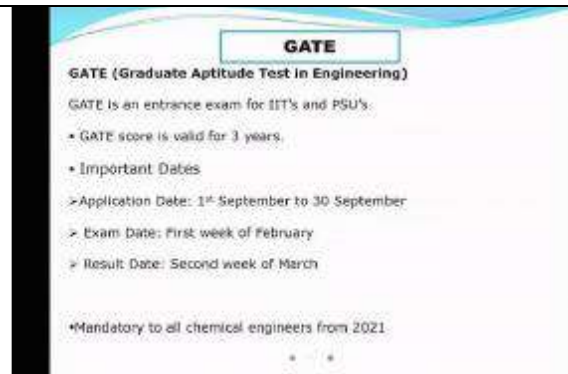 GATE
GATE (Graduate Aptitude Test in Engineering)
GATE is an entrance exam for IIT's and PSU's
• GATE score is valid for 3 years.
• Important Dates
➢Application Date: 1st September to 30 September
➢ Exam Date: First week of February
➢ Result Date: Second week of March
•Mandatory to all chemical engineers from 2021